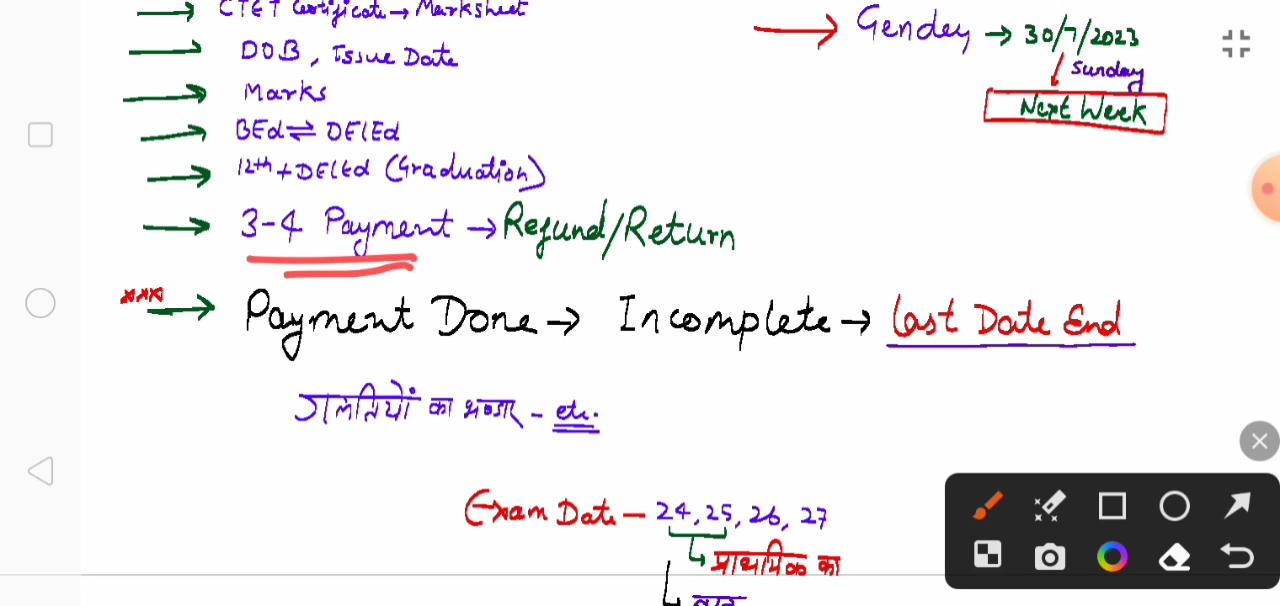 CTET Certificate → Marksheet
DOB, Issue Date
Marks
BEd ⇌ DElEd
12th + DElEd (Graduation)
3-4 Payment → Refund/Return
Payment Done → Incomplete → Last Date End
गलतियों का भण्डार - etc.
Gender → 30/7/2023
Sunday
Next Week
Exam Date - 24, 25, 26, 27
प्राथमिक का